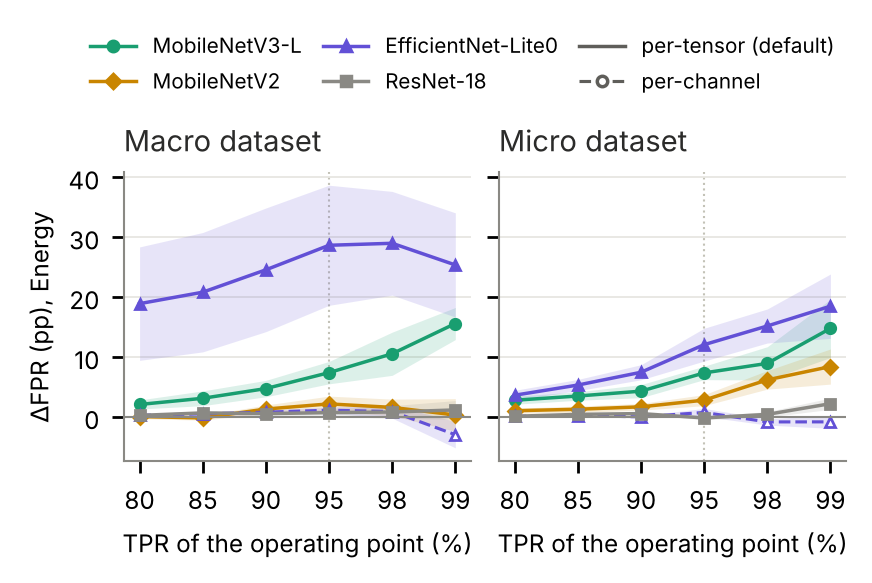 MobileNetV3-L EfficientNet-Lite0 per-tensor (default)
MobileNetV2 ResNet-18 per-channel
Macro dataset Micro dataset
ΔFPR (pp), Energy
40
30
20
10
0
80 85 90 95 98 99 80 85 90 95 98 99
TPR of the operating point (%) TPR of the operating point (%)